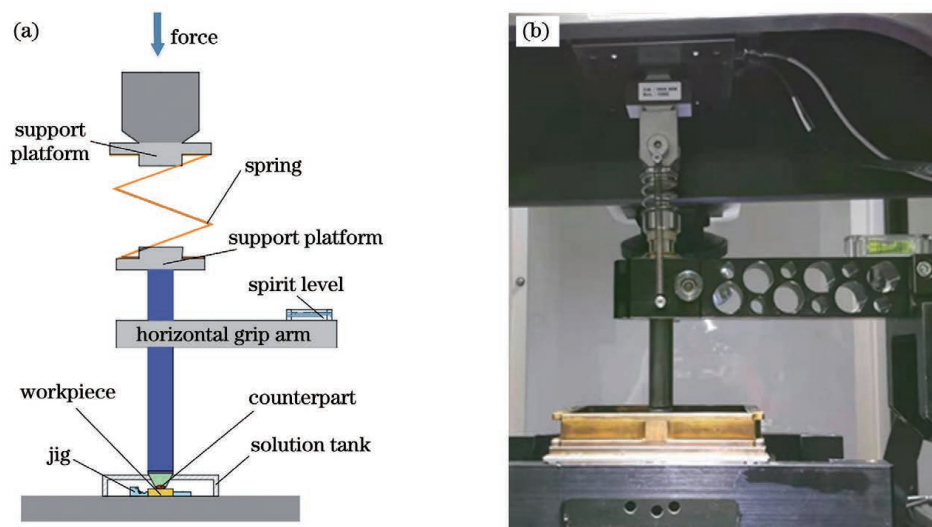 (a)
force
support
platform
spring
support platform
spirit level
horizontal grip arm
workpiece
counterpart
jig
solution tank
(b)